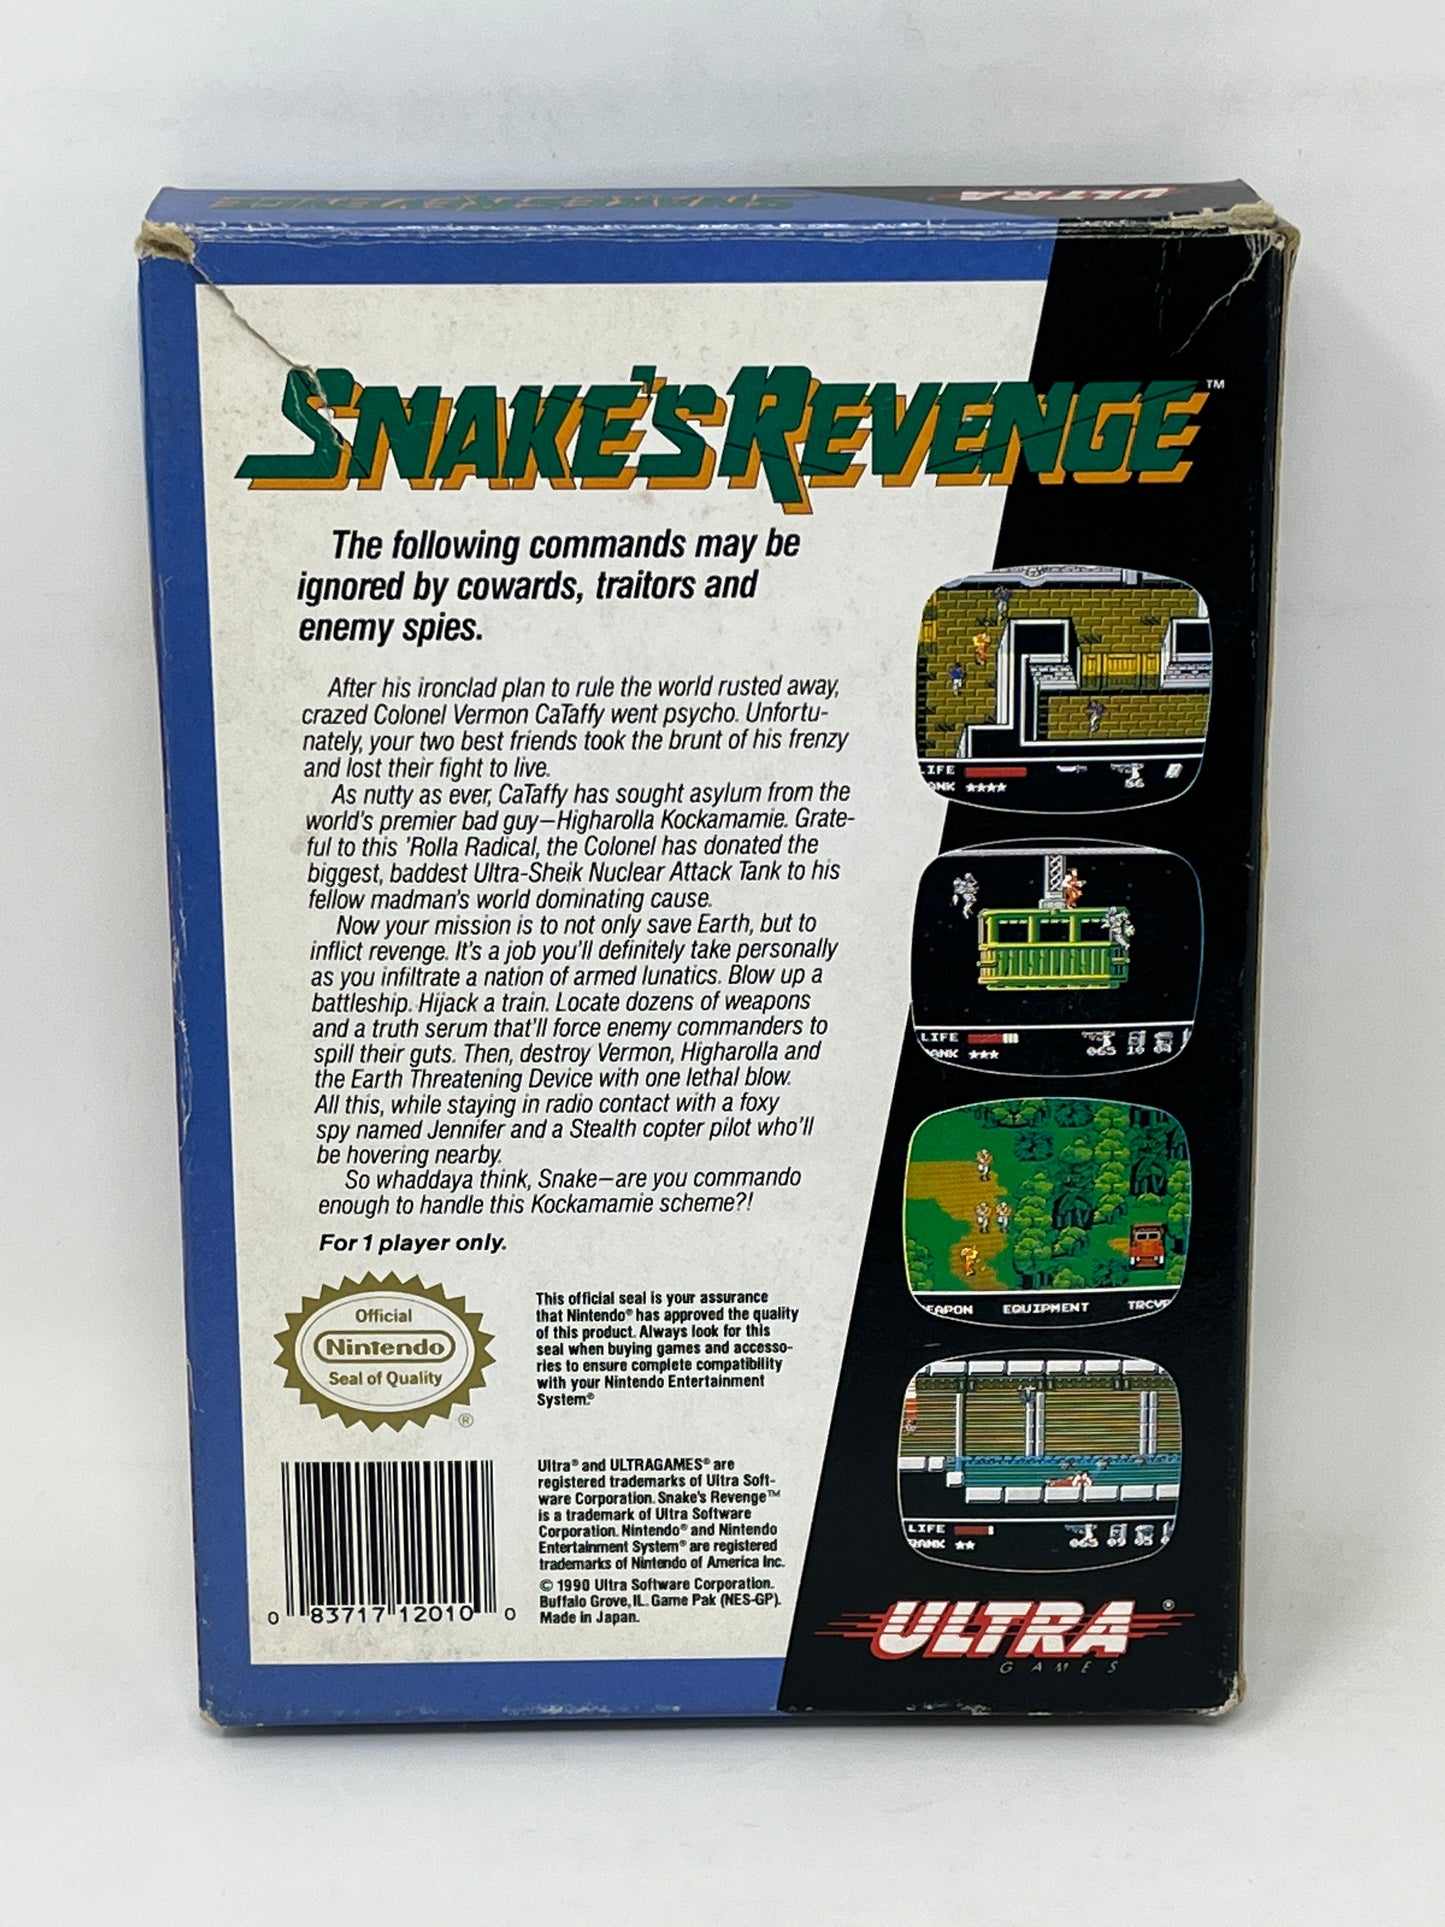 SNAKE'S REVENGE
ULTRA
SNAKE'S REVENGE™
The following commands may be
ignored by cowards, traitors and
enemy spies.
After his ironclad plan to rule the world rusted away,
crazed Colonel Vermon CaTaffy went psycho. Unfortu-
nately, your two best friends took the brunt of his frenzy
and lost their fight to live.
As nutty as ever, CaTaffy has sought asylum from the
world's premier bad guy—Higharolla Kockamamie. Grate-
ful to this 'Rolla Radical, the Colonel has donated the
biggest, baddest Ultra-Sheik Nuclear Attack Tank to his
fellow madman's world dominating cause.
Now your mission is to not only save Earth, but to
inflict revenge. It's a job you'll definitely take personally
as you infiltrate a nation of armed lunatics. Blow up a
battleship. Hijack a train. Locate dozens of weapons
and a truth serum that'll force enemy commanders to
spill their guts. Then, destroy Vermon, Higharolla and
the Earth Threatening Device with one lethal blow.
All this, while staying in radio contact with a foxy
spy named Jennifer and a Stealth copter pilot who'll
be hovering nearby.
So whaddaya think, Snake—are you commando
enough to handle this Kockamamie scheme?!
For 1 player only.
Official
Nintendo
Seal of Quality
®
This official seal is your assurance
that Nintendo® has approved the quality
of this product. Always look for this
seal when buying games and accesso-
ries to ensure complete compatibility
with your Nintendo Entertainment
System.®
Ultra® and ULTRAGAMES® are
registered trademarks of Ultra Soft-
ware Corporation. Snake's Revenge™
is a trademark of Ultra Software
Corporation. Nintendo® and Nintendo
Entertainment System® are registered
trademarks of Nintendo of America Inc.
© 1990 Ultra Software Corporation.
Buffalo Grove, IL. Game Pak (NES-GP).
Made in Japan.
0 83717 12010 0
LIFE
ANK ★★★★
56
LIFE
ANK ★★★
065 10 04
EAPON EQUIPMENT TRCVR
LIFE
RANK ★★
065 09 05
ULTRA®
GAMES